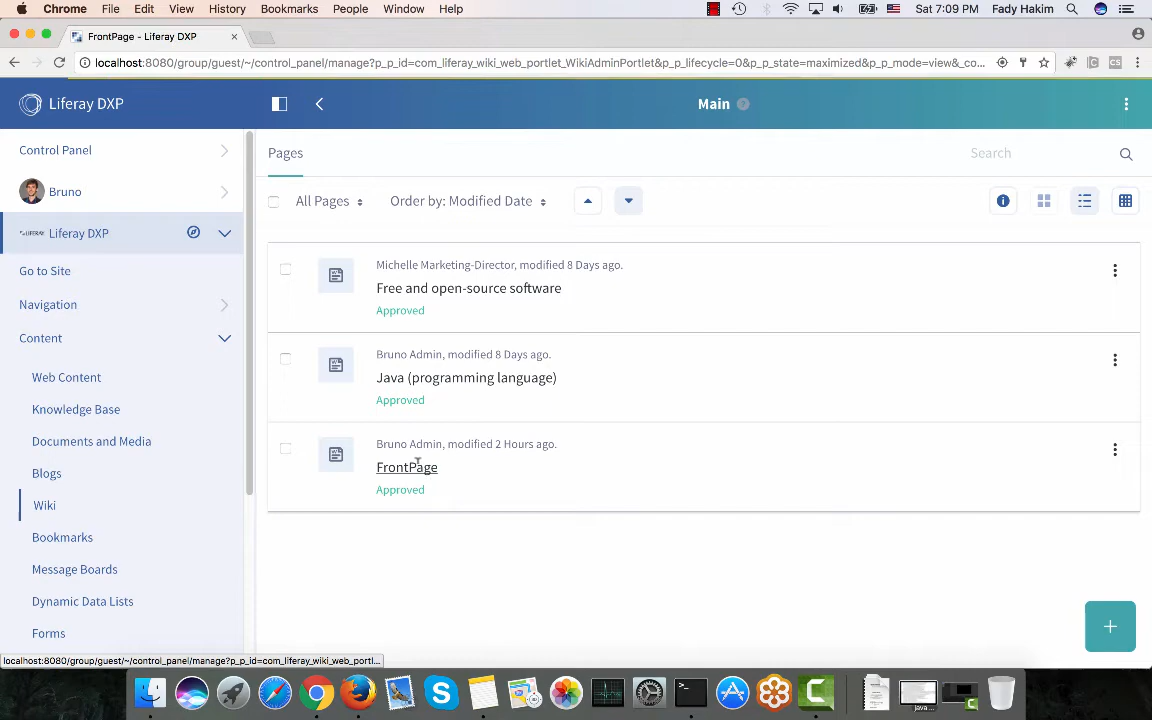 Chrome File Edit View History Bookmarks People Window Help Sat 7:09 PM Fady Hakim
FrontPage - Liferay DXP
localhost:8080/group/guest/~/control_panel/manage?p_p_id=com_liferay_wiki_web_portlet_WikiAdminPortlet&p_p_lifecycle=0&p_p_state=maximized&p_p_mode=view&_co...
Liferay DXP
Main
Control Panel
Bruno
Liferay DXP
Go to Site
Navigation
Content
Web Content
Knowledge Base
Documents and Media
Blogs
Wiki
Bookmarks
Message Boards
Dynamic Data Lists
Forms
Pages
Search
All Pages
Order by: Modified Date
Michelle Marketing-Director, modified 8 Days ago.
Free and open-source software
Approved
Bruno Admin, modified 8 Days ago.
Java (programming language)
Approved
Bruno Admin, modified 2 Hours ago.
FrontPage
Approved
localhost:8080/group/guest/~/control_panel/manage?p_p_id=com_liferay_wiki_web_portl...